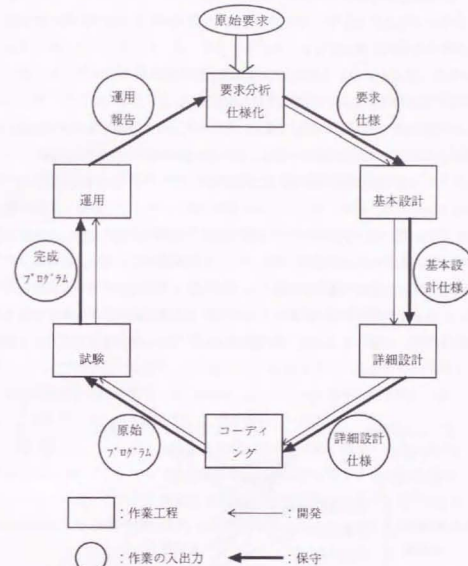 原始要求
要求分析
仕様化
運用
報告
要求
仕様
運用
基本設計
完成
プログラム
基本設
計仕様
試験
詳細設計
原始
プログラム
コーディ
ング
詳細設計
仕様
:作業工程
:開発
:作業の入出力
:保守